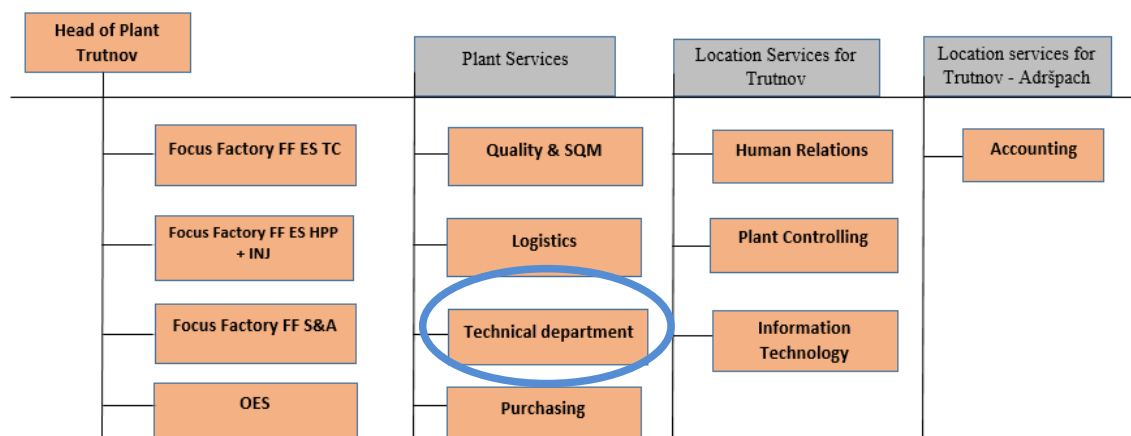 Head of Plant
Trutnov
Plant Services
Location Services for
Trutnov
Location services for
Trutnov - Adršpach
Focus Factory FF ES TC
Quality & SQM
Human Relations
Accounting
Focus Factory FF ES HPP
+ INJ
Logistics
Plant Controlling
Focus Factory FF S&A
Technical department
Information
Technology
OES
Purchasing